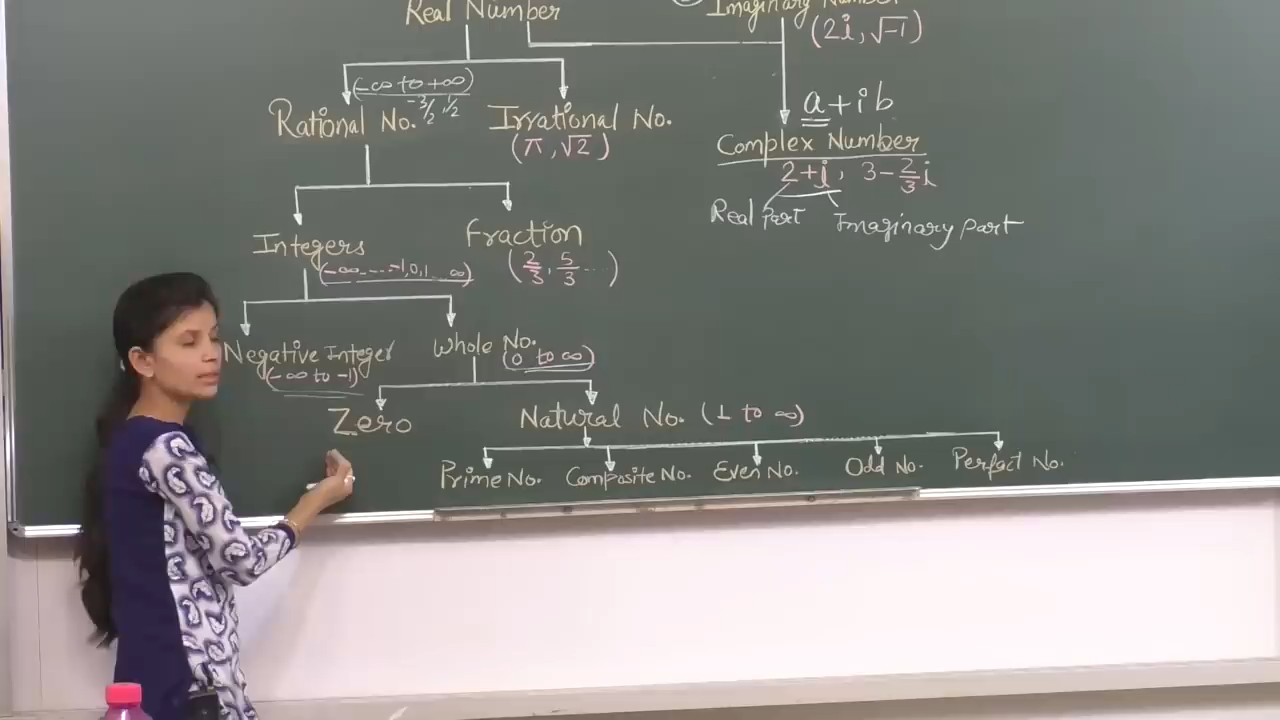 Real Number
Imaginary Number
(2i, √-1)
(-∞ to +∞)
Rational No. -3/2, 1/2
Irrational No.
(π, √2)
a+ib
Complex Number
2+i, 3-2/3i
Real part
Imaginary part
Integers
(-∞....-1,0,1...∞)
Fraction
(2/3, 5/3...)
Negative Integer
(-∞ to -1)
Whole No.
(0 to ∞)
Zero
Natural No. (1 to ∞)
Prime No. Composite No. Even No. Odd No. Perfect No.